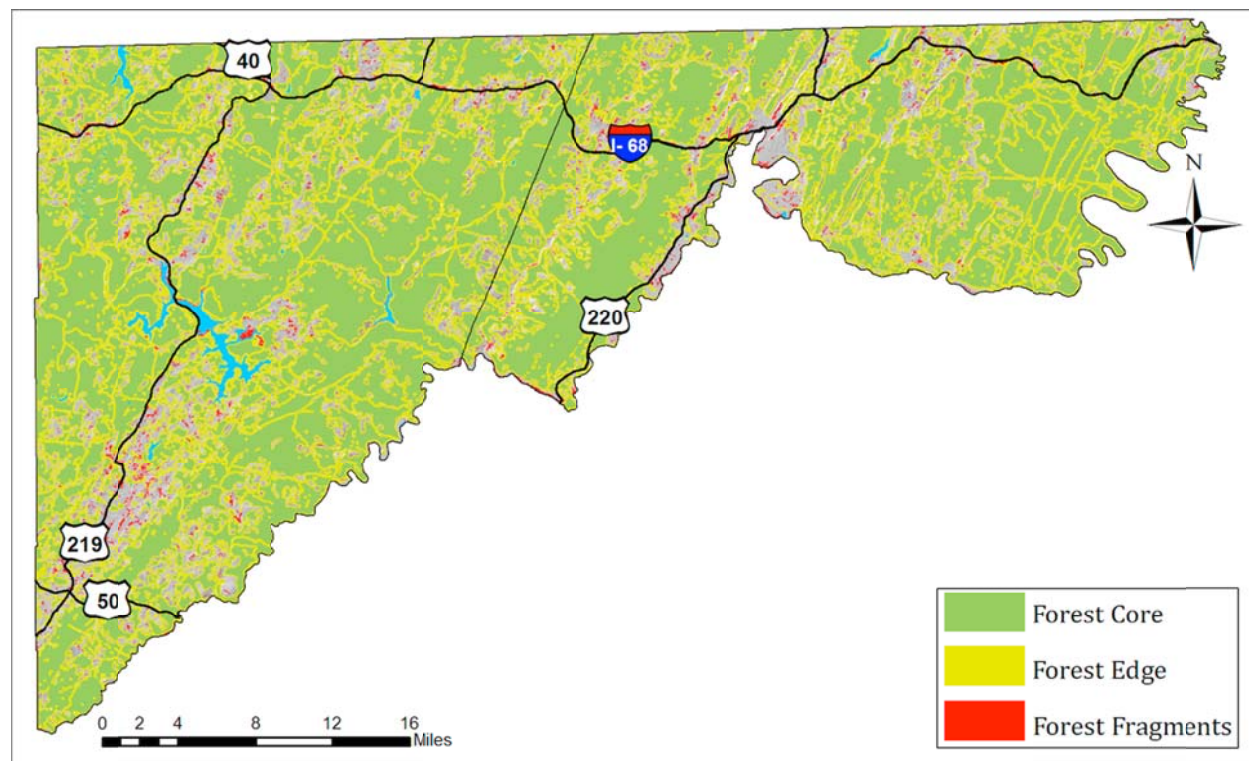 40
I- 68
N
220
219
50
Forest Core
Forest Edge
Forest Fragments
0 2 4 8 12 16
Miles